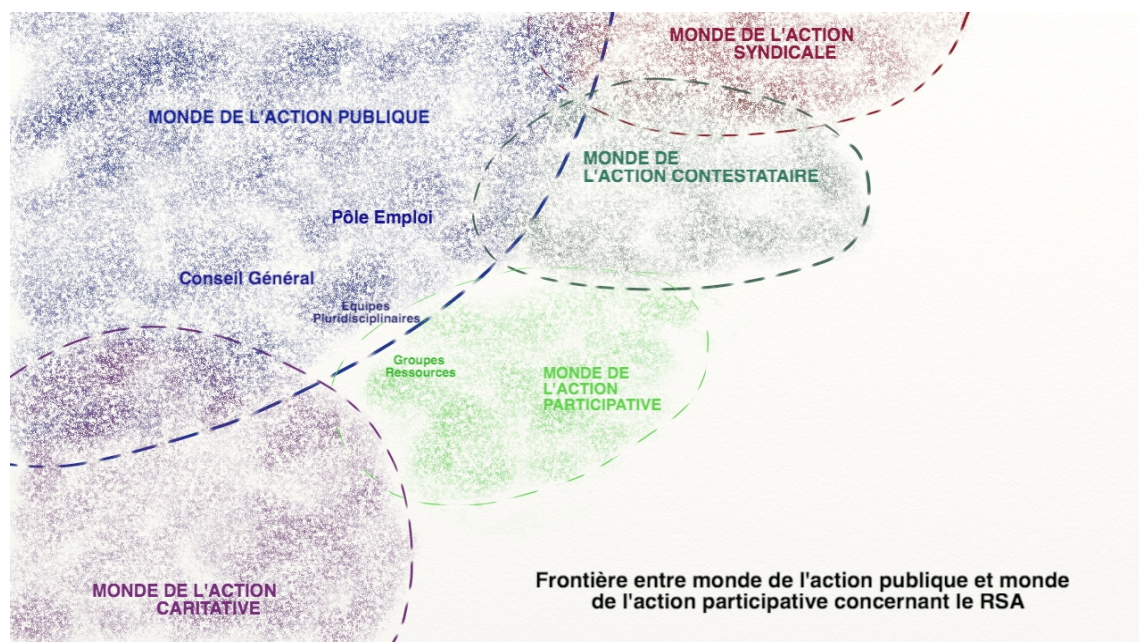 MONDE DE L'ACTION
SYNDICALE
MONDE DE L'ACTION PUBLIQUE
MONDE DE
L'ACTION CONTESTATAIRE
Pôle Emploi
Conseil Général
Equipes
Pluridisciplinaires
Groupes
Ressources
MONDE DE
L'ACTION
PARTICIPATIVE
MONDE DE L'ACTION
CARITATIVE
Frontière entre monde de l'action publique et monde
de l'action participative concernant le RSA